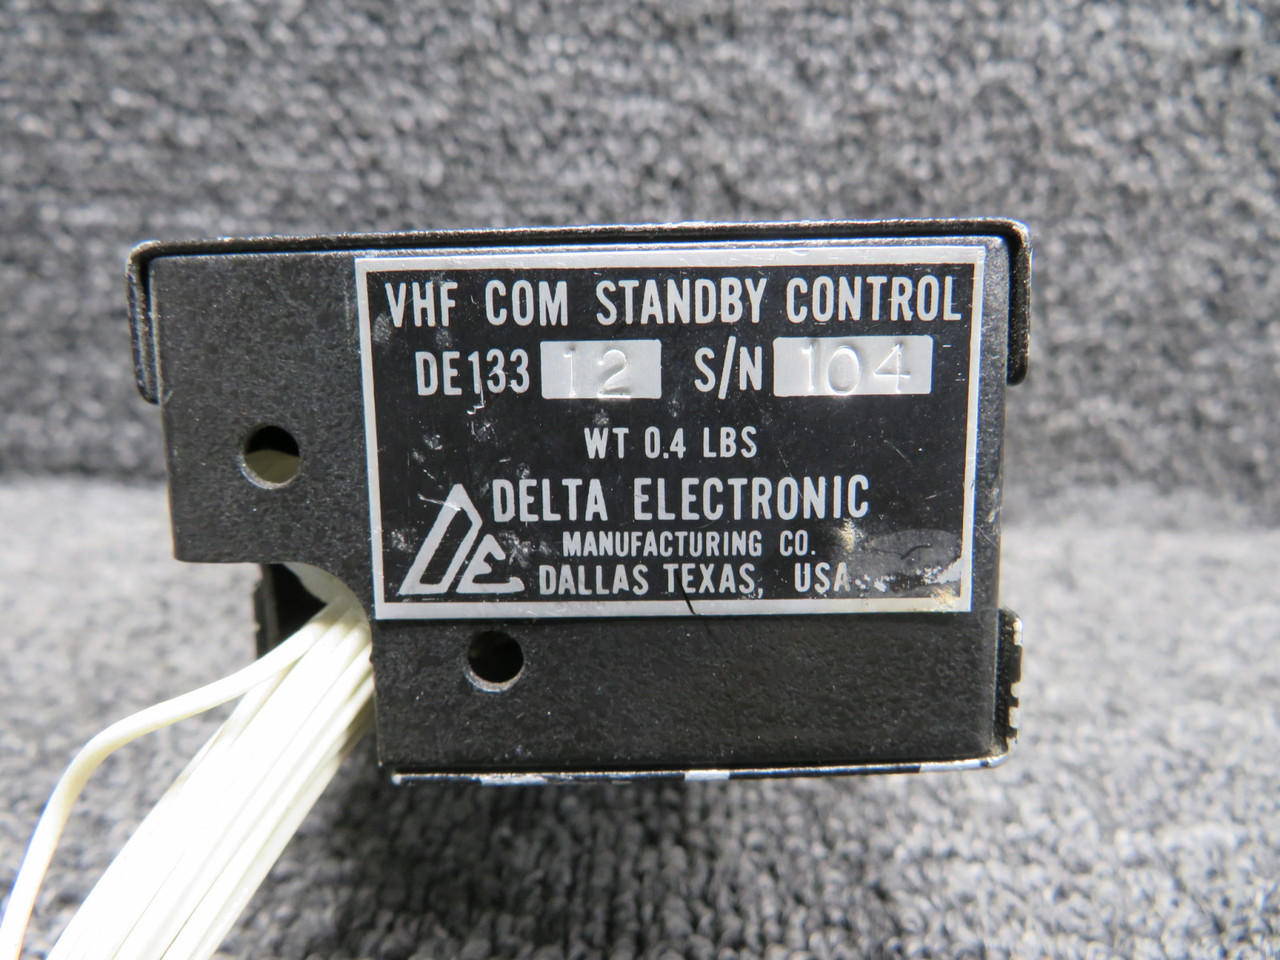 VHF COM STANDBY CONTROL
DE133 12 S/N 104
WT 0.4 LBS
DELTA ELECTRONIC
MANUFACTURING CO.
DALLAS TEXAS, USA
DE